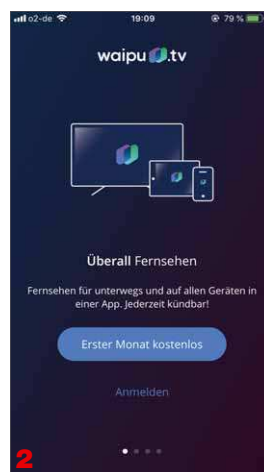 o2-de 19:09 79 %
waipu.tv
Überall Fernsehen
Fernsehen für unterwegs und auf allen Geräten in
einer App. Jederzeit kündbar!
Erster Monat kostenlos
Anmelden
2